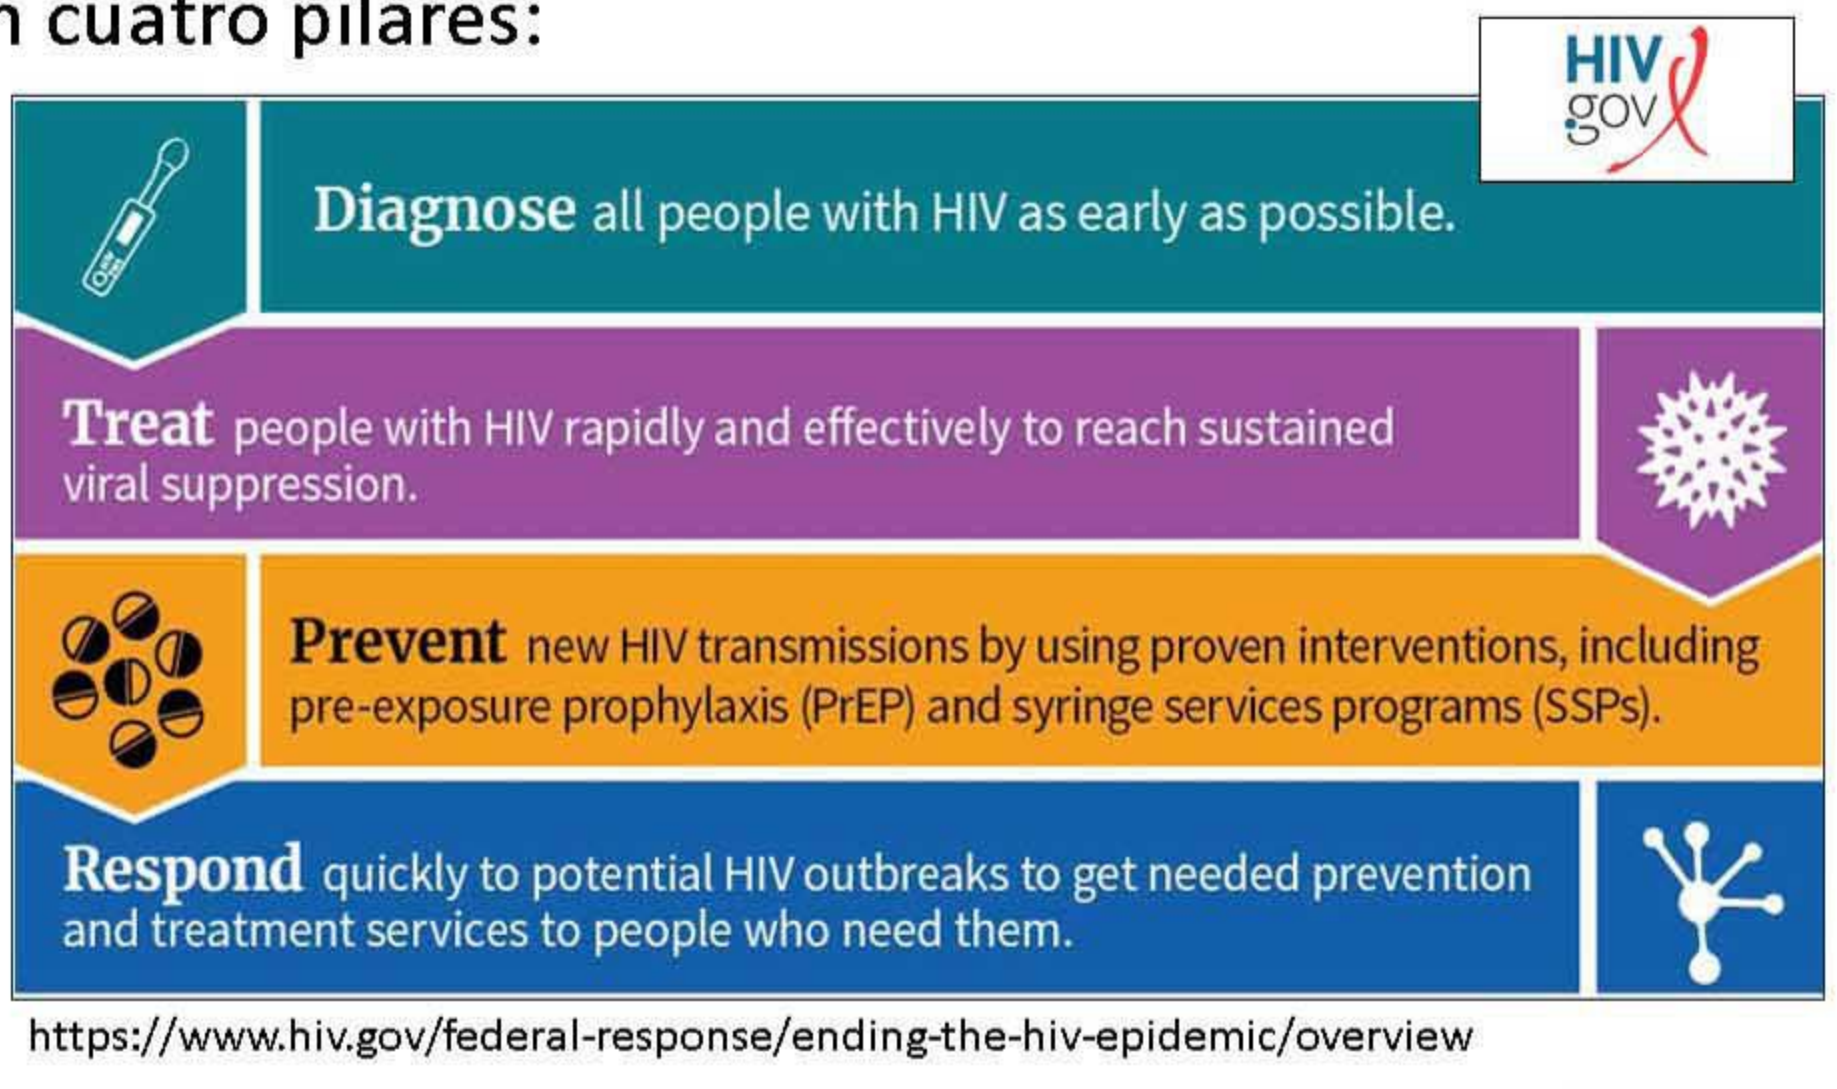 cuatro pilares:
HIV
.gov
Diagnose all people with HIV as early as possible.
Treat people with HIV rapidly and effectively to reach sustained
viral suppression.
Prevent new HIV transmissions by using proven interventions, including
pre-exposure prophylaxis (PrEP) and syringe services programs (SSPs).
Respond quickly to potential HIV outbreaks to get needed prevention
and treatment services to people who need them.
https://www.hiv.gov/federal-response/ending-the-hiv-epidemic/overview